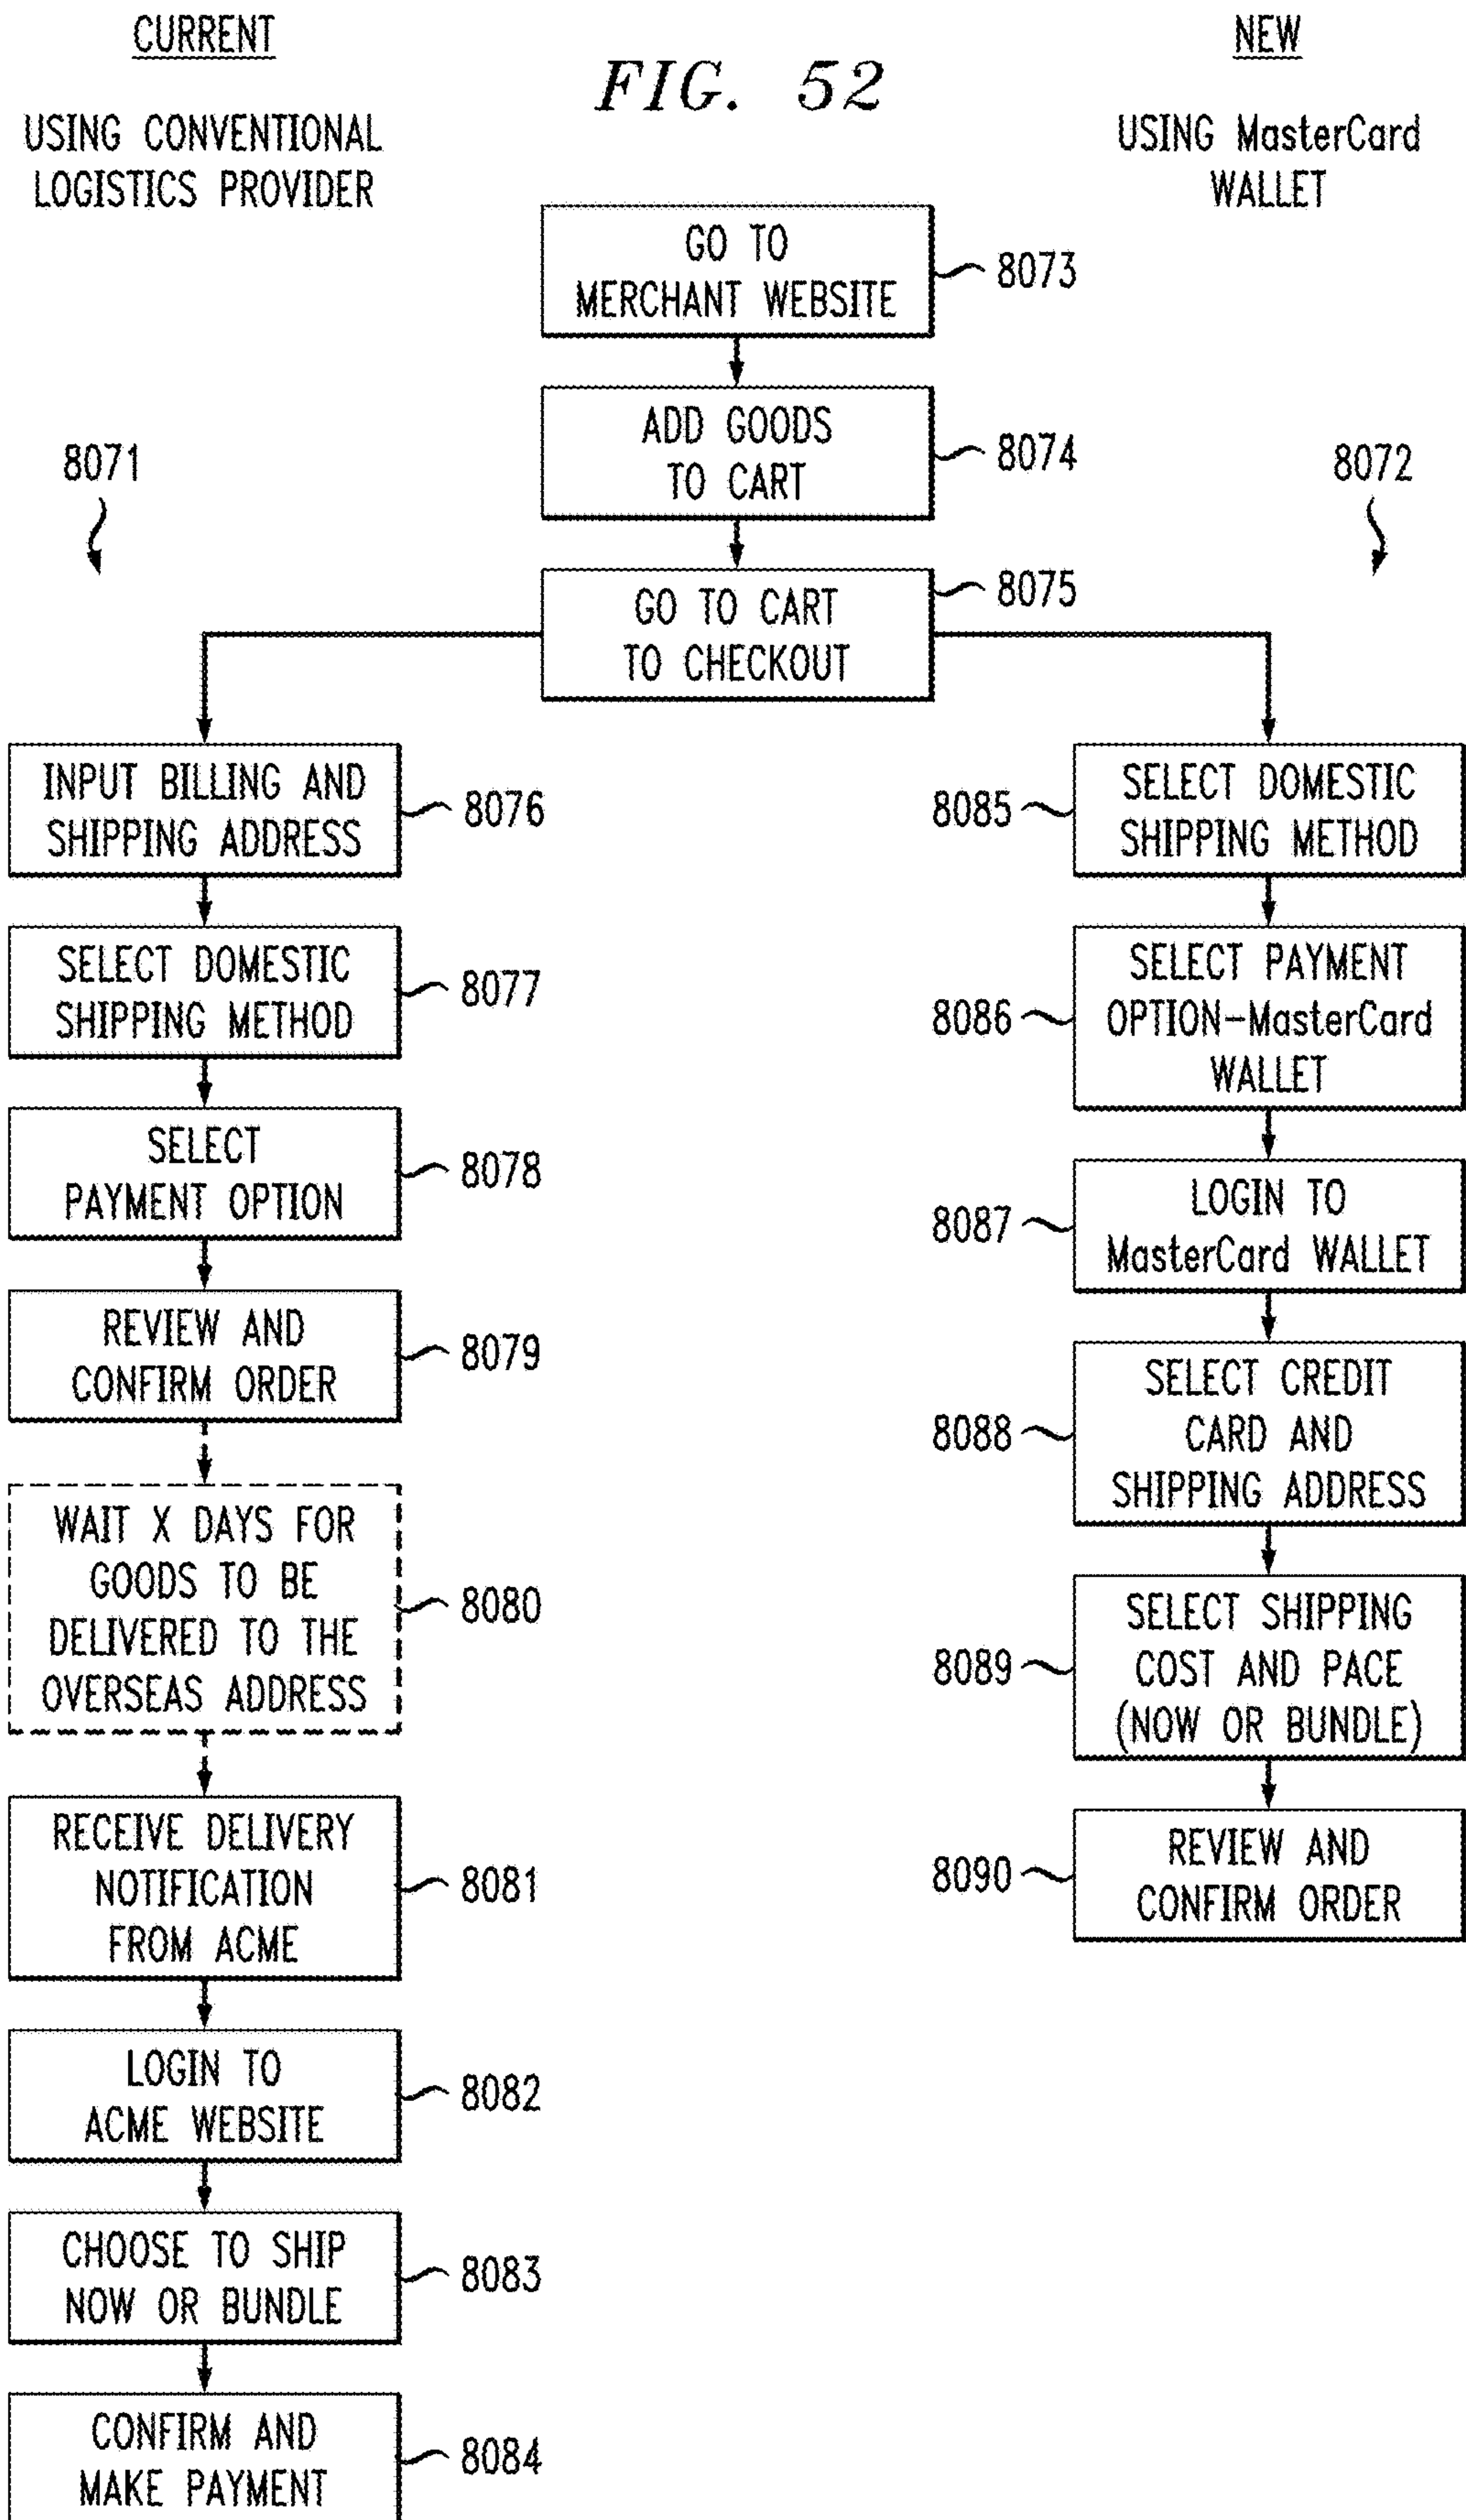 CURRENT
USING CONVENTIONAL
LOGISTICS PROVIDER
FIG. 52
NEW
USING MasterCard
WALLET
GO TO
MERCHANT WEBSITE
8073
ADD GOODS
TO CART
8074
8071
8072
GO TO CART
TO CHECKOUT
8075
INPUT BILLING AND
SHIPPING ADDRESS
8076
SELECT DOMESTIC
SHIPPING METHOD
8077
SELECT
PAYMENT OPTION
8078
REVIEW AND
CONFIRM ORDER
8079
WAIT X DAYS FOR
GOODS TO BE
DELIVERED TO THE
OVERSEAS ADDRESS
8080
RECEIVE DELIVERY
NOTIFICATION
FROM ACME
8081
LOGIN TO
ACME WEBSITE
8082
CHOOSE TO SHIP
NOW OR BUNDLE
8083
CONFIRM AND
MAKE PAYMENT
8084
8085
SELECT DOMESTIC
SHIPPING METHOD
8086
SELECT PAYMENT
OPTION-MasterCard
WALLET
8087
LOGIN TO
MasterCard WALLET
8088
SELECT CREDIT
CARD AND
SHIPPING ADDRESS
8089
SELECT SHIPPING
COST AND PACE
(NOW OR BUNDLE)
8090
REVIEW AND
CONFIRM ORDER